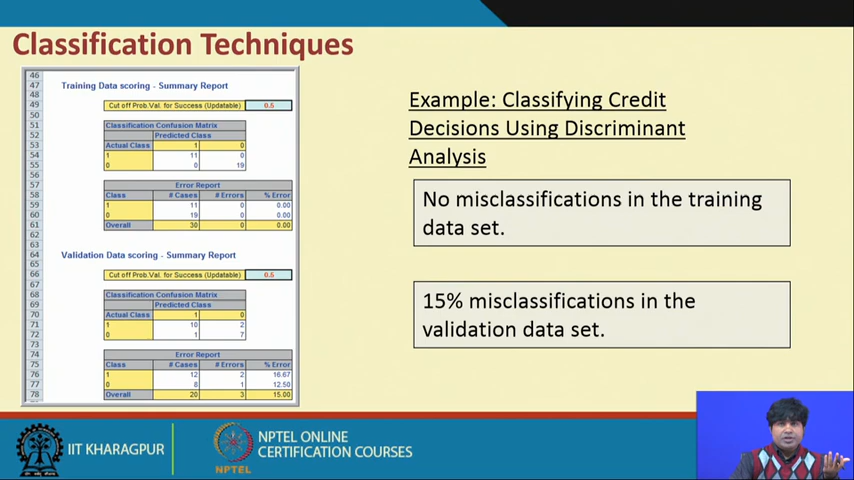 Classification Techniques
46
47 Training Data scoring - Summary Report
48
49 Cut off Prob.Val. for Success (Updatable) 0.5
50
51 Classification Confusion Matrix
52 Predicted Class
53 Actual Class 1 0
54 1 11 0
55 0 0 19
56
57 Error Report
58 Class # Cases # Errors % Error
59 1 11 0 0.00
60 0 19 0 0.00
61 Overall 30 0 0.00
62
63
64 Validation Data scoring - Summary Report
65
66 Cut off Prob.Val. for Success (Updatable) 0.5
67
68 Classification Confusion Matrix
69 Predicted Class
70 Actual Class 1 0
71 1 10 2
72 0 1 7
73
74 Error Report
75 Class # Cases # Errors % Error
76 1 12 2 16.67
77 0 8 1 12.50
78 Overall 20 3 15.00
Example: Classifying Credit
Decisions Using Discriminant
Analysis
No misclassifications in the training
data set.
15% misclassifications in the
validation data set.
IIT KHARAGPUR
NPTEL
NPTEL ONLINE
CERTIFICATION COURSES